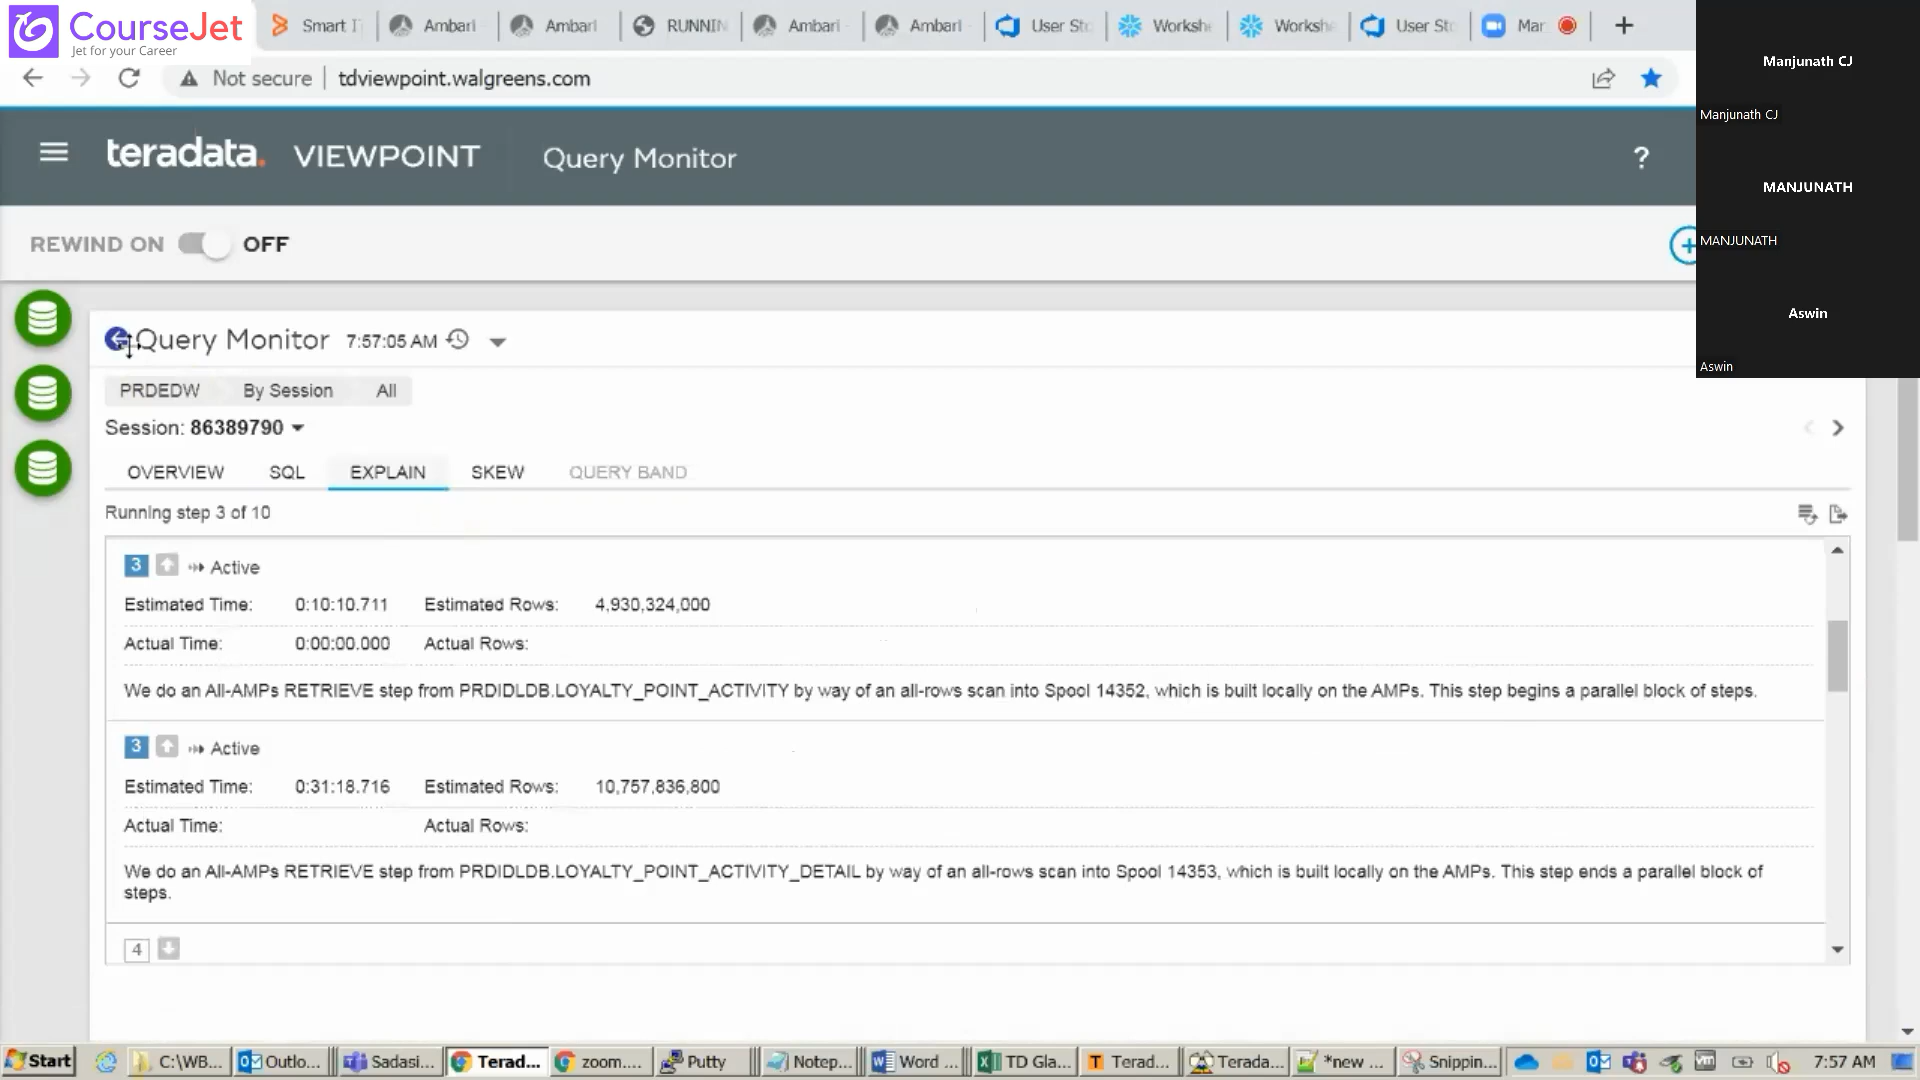 CourseJet
Jet for your Career
Smart I
Ambari
Ambari
RUNNIN
Ambari
Ambari
User Sto
Workshe
Workshe
User Sto
Mar
Not secure
tdviewpoint.walgreens.com
Manjunath CJ
Manjunath CJ
MANJUNATH
MANJUNATH
Aswin
Aswin
teradata. VIEWPOINT
Query Monitor
?
REWIND ON OFF
Query Monitor 7:57:05 AM
PRDEDW By Session All
Session: 86389790
OVERVIEW SQL EXPLAIN SKEW QUERY BAND
Running step 3 of 10
3 Active
Estimated Time: 0:10:10.711 Estimated Rows: 4,930,324,000
Actual Time: 0:00:00.000 Actual Rows:
We do an All-AMPs RETRIEVE step from PRDIDLDB.LOYALTY_POINT_ACTIVITY by way of an all-rows scan into Spool 14352, which is built locally on the AMPs. This step begins a parallel block of steps.
3 Active
Estimated Time: 0:31:18.716 Estimated Rows: 10,757,836,800
Actual Time: Actual Rows:
We do an All-AMPs RETRIEVE step from PRDIDLDB.LOYALTY_POINT_ACTIVITY_DETAIL by way of an all-rows scan into Spool 14353, which is built locally on the AMPs. This step ends a parallel block of
steps.
4
Start C:\WB... Outlo... Sadasi... Terad... zoom.... Putty Notep... Word ... TD Gla... Terad... Terada... *new ... Snippin... 7:57 AM